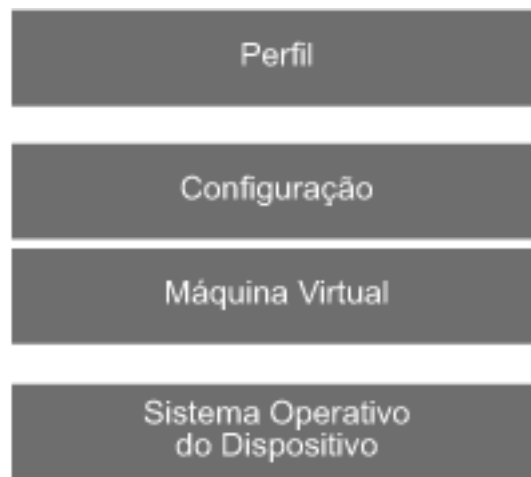 Perfil
Configuração
Máquina Virtual
Sistema Operativo
do Dispositivo